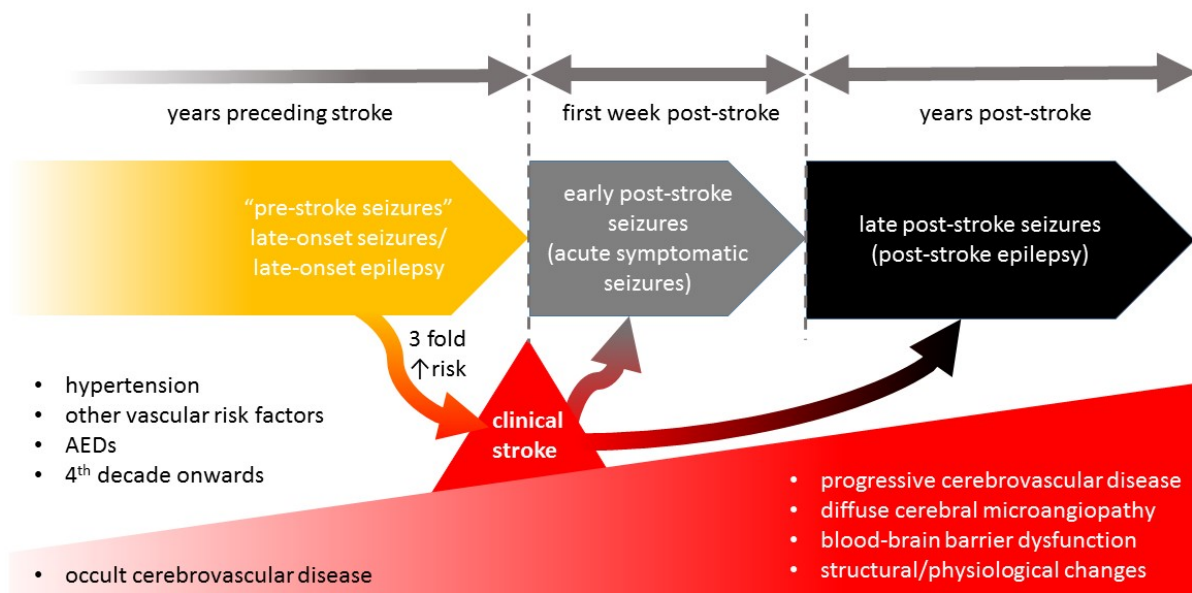 years preceding stroke
first week post-stroke
years post-stroke
“pre-stroke seizures”
late-onset seizures/
late-onset epilepsy
early post-stroke
seizures
(acute symptomatic
seizures)
late post-stroke seizures
(post-stroke epilepsy)
3 fold
↑risk
• hypertension
• other vascular risk factors
• AEDs
• 4th decade onwards
clinical
stroke
• occult cerebrovascular disease
• progressive cerebrovascular disease
• diffuse cerebral microangiopathy
• blood-brain barrier dysfunction
• structural/physiological changes